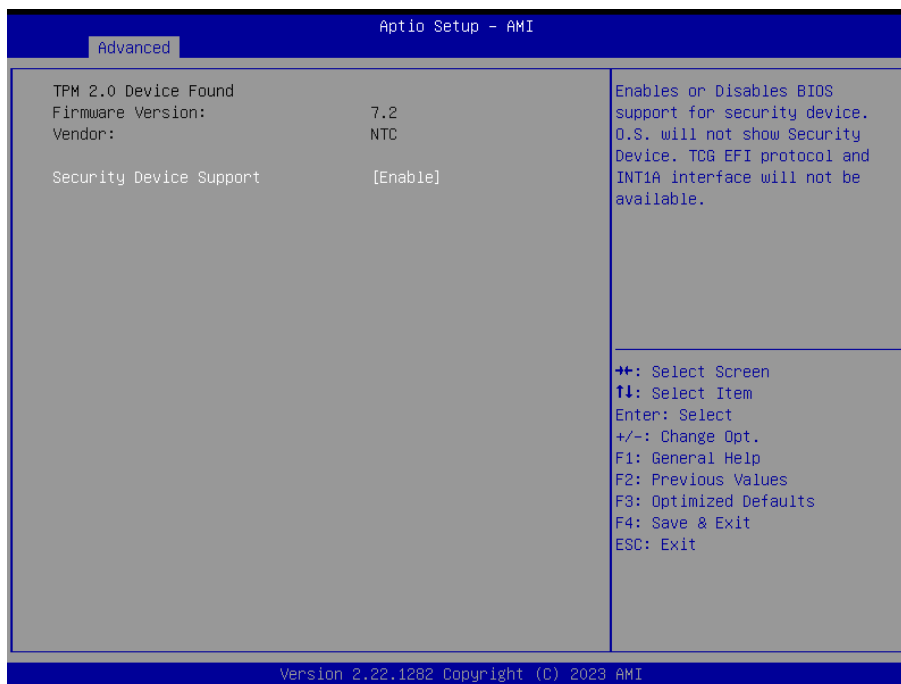 Aptio Setup - AMI
Advanced
TPM 2.0 Device Found
Firmware Version: 7.2
Vendor: NTC
Security Device Support [Enable]
Enables or Disables BIOS
support for security device.
O.S. will not show Security
Device. TCG EFI protocol and
INT1A interface will not be
available.
→←: Select Screen
↑↓: Select Item
Enter: Select
+/-: Change Opt.
F1: General Help
F2: Previous Values
F3: Optimized Defaults
F4: Save & Exit
ESC: Exit
Version 2.22.1282 Copyright (C) 2023 AMI